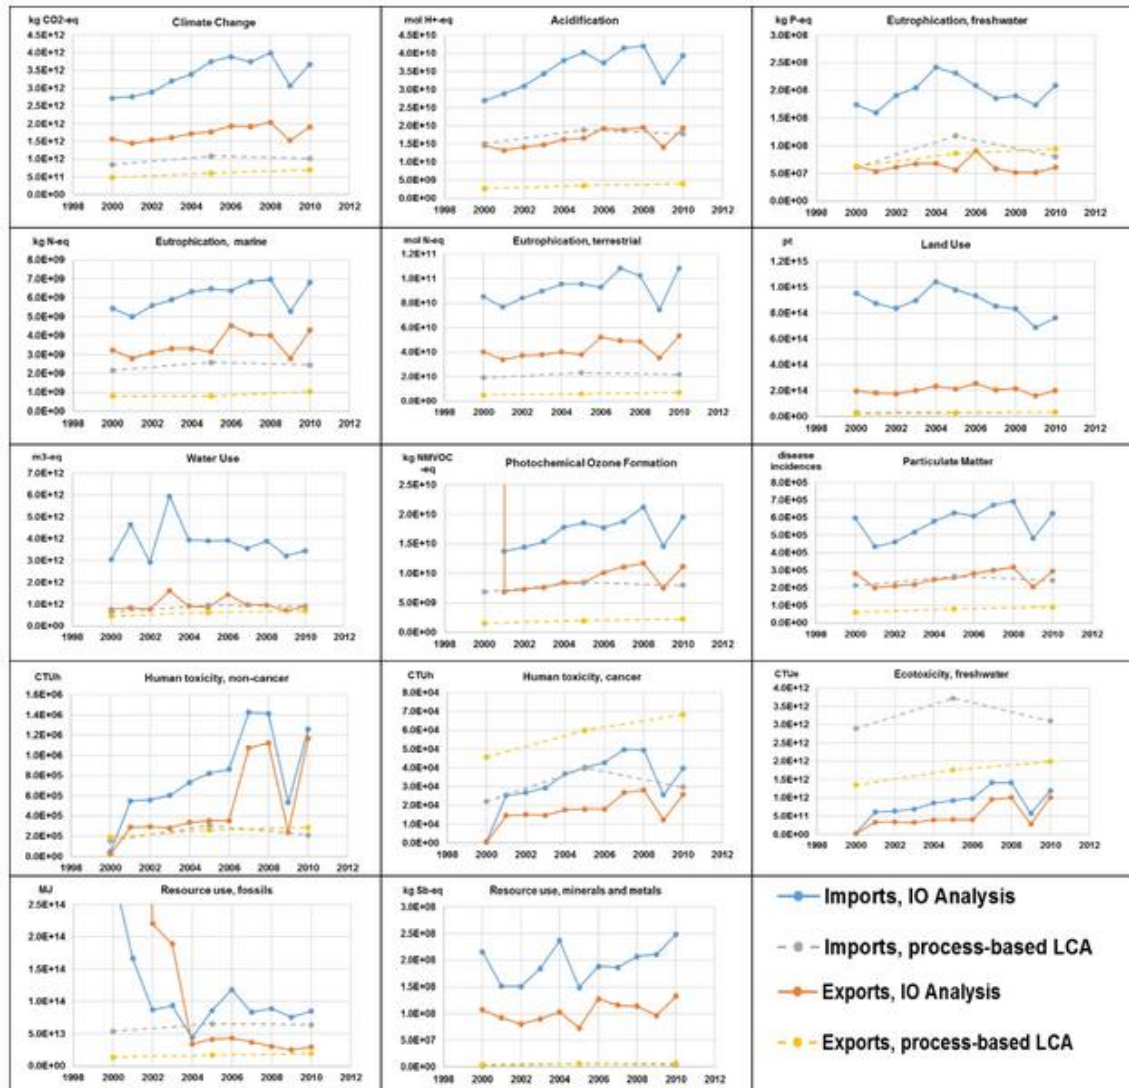 kg CO2-eq Climate Change
4.5E+12
4.0E+12
3.5E+12
3.0E+12
2.5E+12
2.0E+12
1.5E+12
1.0E+12
5.0E+11
0.0E+00
1998 2000 2002 2004 2006 2008 2010 2012
mol H+-eq Acidification
4.5E+10
4.0E+10
3.5E+10
3.0E+10
2.5E+10
2.0E+10
1.5E+10
1.0E+10
5.0E+09
0.0E+00
1998 2000 2002 2004 2006 2008 2010 2012
kg P-eq Eutrophication, freshwater
3.0E+08
2.5E+08
2.0E+08
1.5E+08
1.0E+08
5.0E+07
0.0E+00
1998 2000 2002 2004 2006 2008 2010 2012
kg N-eq Eutrophication, marine
8.0E+09
7.0E+09
6.0E+09
5.0E+09
4.0E+09
3.0E+09
2.0E+09
1.0E+09
0.0E+00
1998 2000 2002 2004 2006 2008 2010 2012
mol N-eq Eutrophication, terrestrial
1.2E+11
1.0E+11
8.0E+10
6.0E+10
4.0E+10
2.0E+10
0.0E+00
1998 2000 2002 2004 2006 2008 2010 2012
pt Land Use
1.2E+15
1.0E+15
8.0E+14
6.0E+14
4.0E+14
2.0E+14
0.0E+00
1998 2000 2002 2004 2006 2008 2010 2012
m3-eq Water Use
7.0E+12
6.0E+12
5.0E+12
4.0E+12
3.0E+12
2.0E+12
1.0E+12
0.0E+00
1998 2000 2002 2004 2006 2008 2010 2012
kg NMVOC
-eq Photochemical Ozone Formation
2.5E+10
2.0E+10
1.5E+10
1.0E+10
5.0E+09
0.0E+00
1998 2000 2002 2004 2006 2008 2010 2012
disease
incidences Particulate Matter
8.0E+05
7.0E+05
6.0E+05
5.0E+05
4.0E+05
3.0E+05
2.0E+05
1.0E+05
0.0E+00
1998 2000 2002 2004 2006 2008 2010 2012
CTUh Human toxicity, non-cancer
1.6E+06
1.4E+06
1.2E+06
1.0E+06
8.0E+05
6.0E+05
4.0E+05
2.0E+05
0.0E+00
1998 2000 2002 2004 2006 2008 2010 2012
CTUh Human toxicity, cancer
8.0E+04
7.0E+04
6.0E+04
5.0E+04
4.0E+04
3.0E+04
2.0E+04
1.0E+04
0.0E+00
1998 2000 2002 2004 2006 2008 2010 2012
CTUe Ecotoxicity, freshwater
4.0E+12
3.5E+12
3.0E+12
2.5E+12
2.0E+12
1.5E+12
1.0E+12
5.0E+11
0.0E+00
1998 2000 2002 2004 2006 2008 2010 2012
MJ Resource use, fossils
2.5E+14
2.0E+14
1.5E+14
1.0E+14
5.0E+13
0.0E+00
1998 2000 2002 2004 2006 2008 2010 2012
kg Sb-eq Resource use, minerals and metals
3.0E+08
2.5E+08
2.0E+08
1.5E+08
1.0E+08
5.0E+07
0.0E+00
1998 2000 2002 2004 2006 2008 2010 2012
Imports, IO Analysis
Imports, process-based LCA
Exports, IO Analysis
Exports, process-based LCA